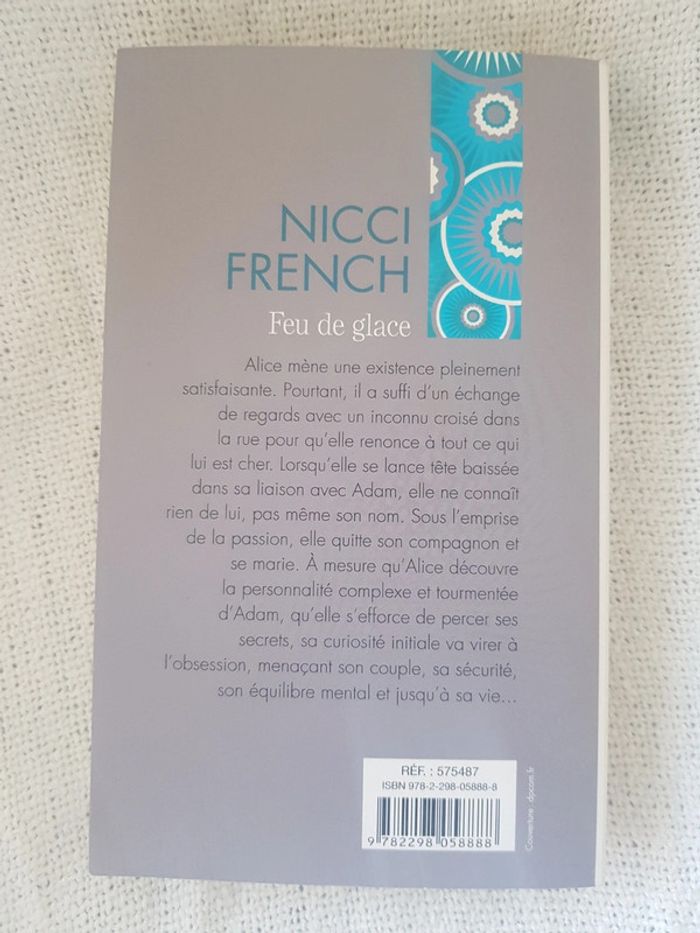 NICCI
FRENCH
Feu de glace
Alice mène une existence pleinement
satisfaisante. Pourtant, il a suffi d'un échange
de regards avec un inconnu croisé dans
la rue pour qu'elle renonce à tout ce qui
lui est cher. Lorsqu'elle se lance tête baissée
dans sa liaison avec Adam, elle ne connaît
rien de lui, pas même son nom. Sous l'emprise
de la passion, elle quitte son compagnon et
se marie. À mesure qu'Alice découvre
la personnalité complexe et tourmentée
d'Adam, qu'elle s'efforce de percer ses
secrets, sa curiosité initiale va virer à
l'obsession, menaçant son couple, sa sécurité,
son équilibre mental et jusqu'à sa vie...
RÉF. : 575487
ISBN 978-2-298-05888-8
9 782298 058888
Couverture : dpcom.fr